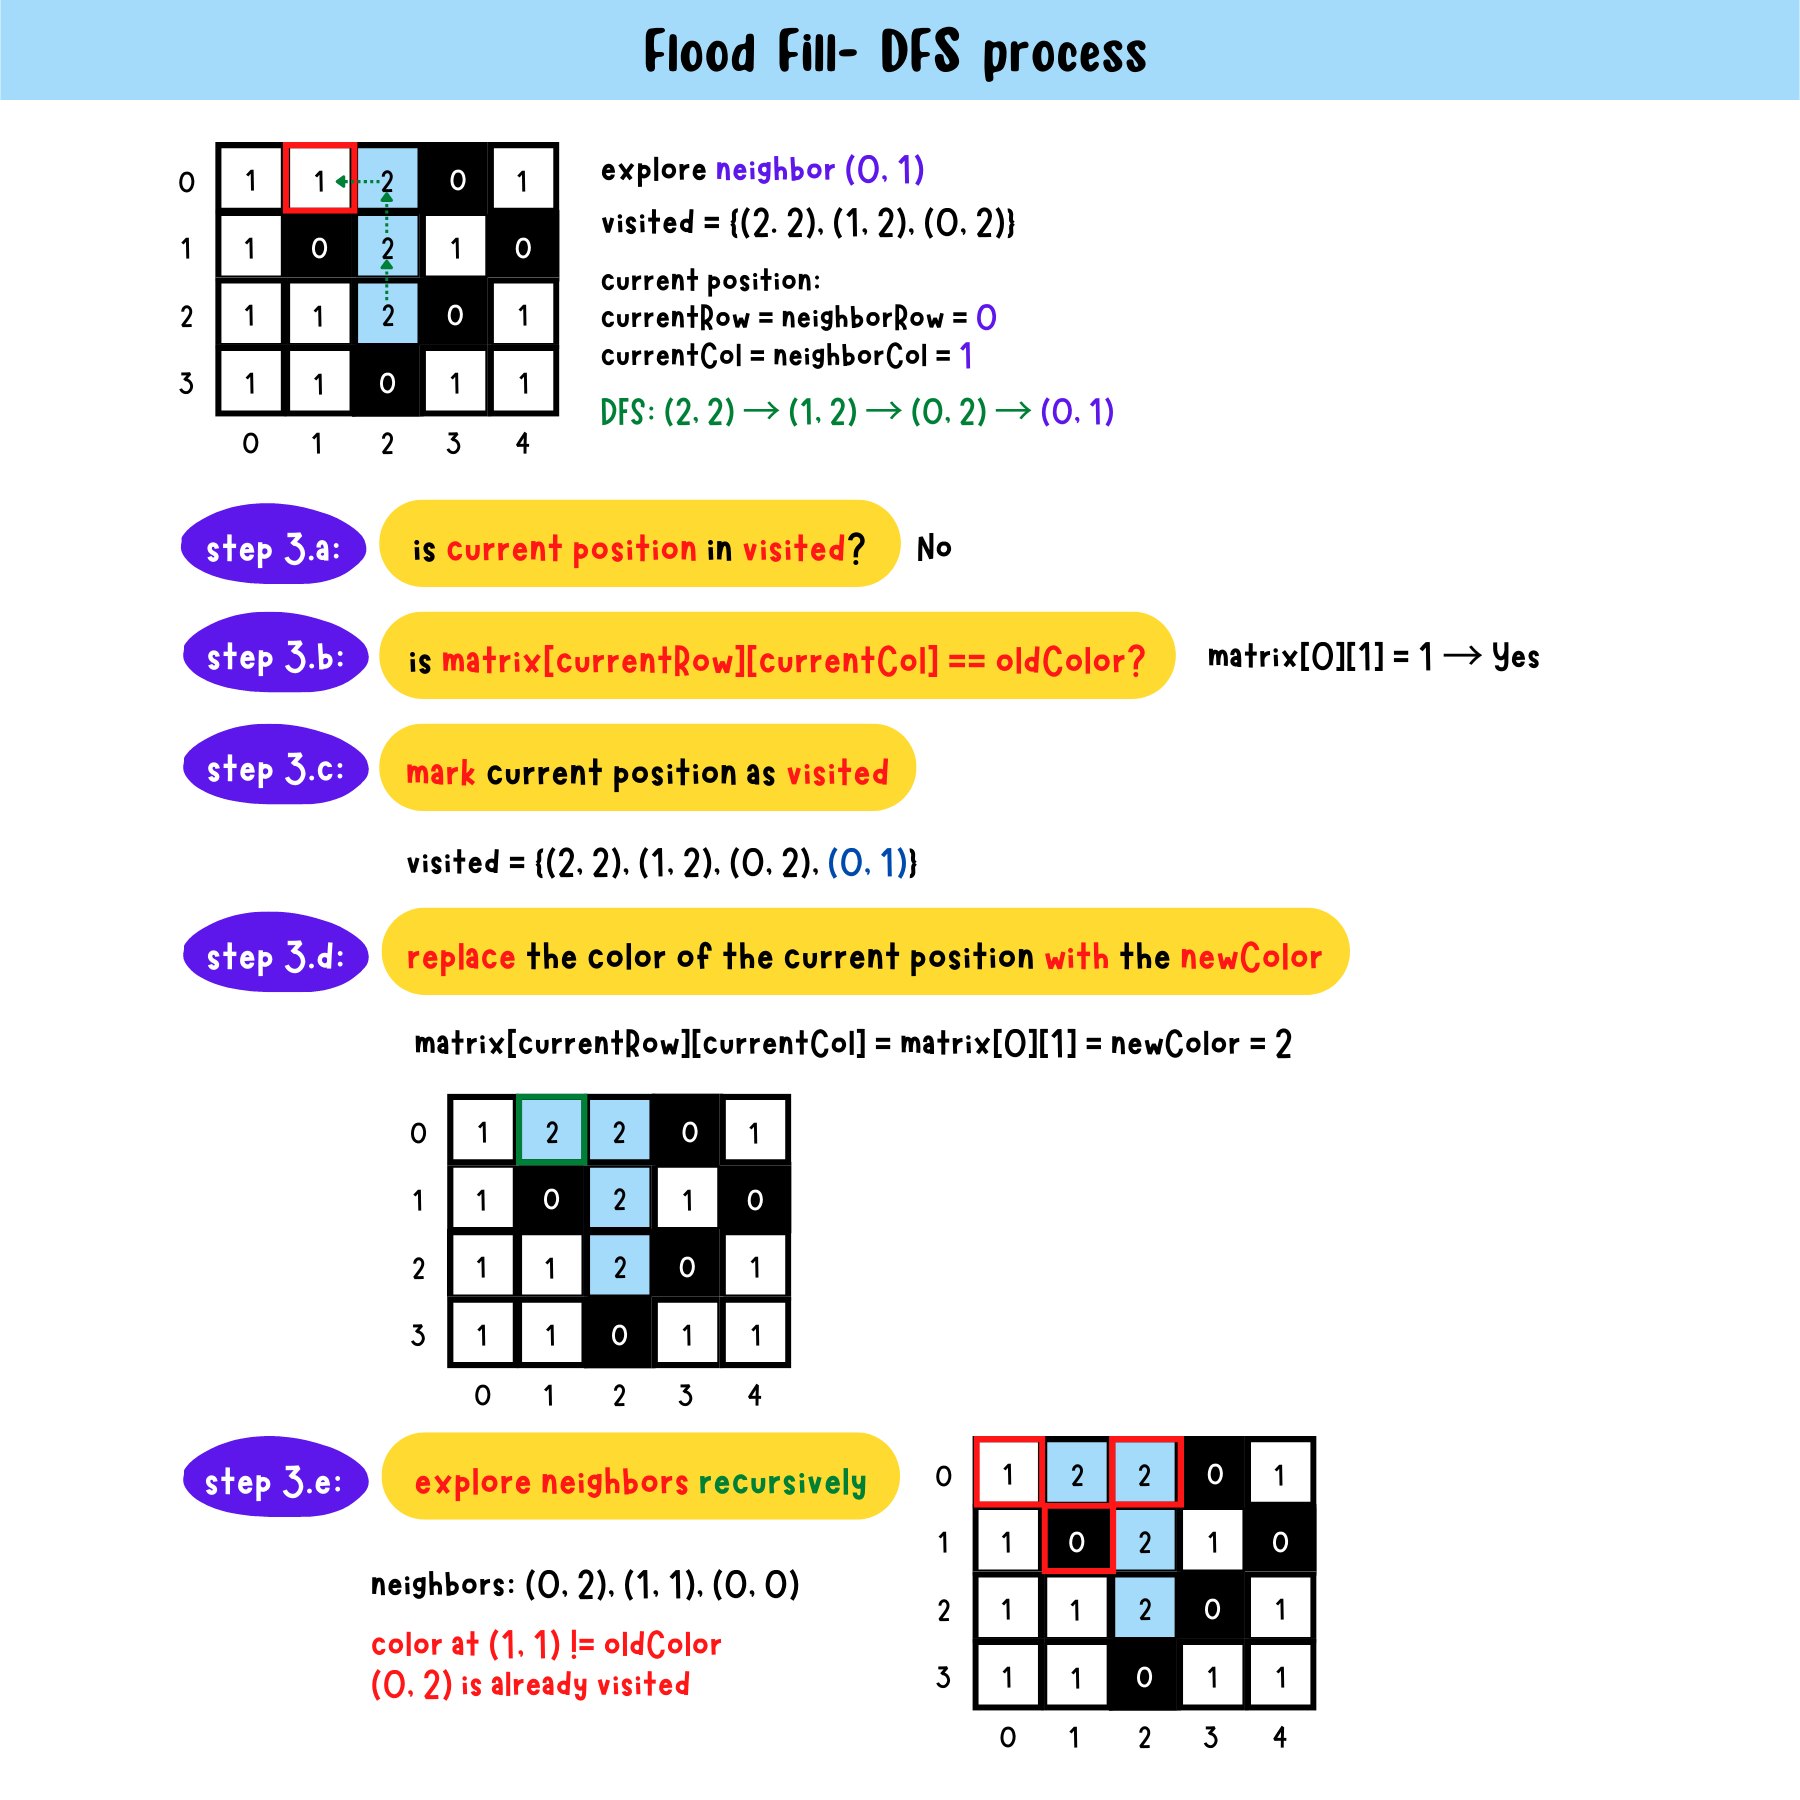 Flood Fill- DFS process
0 1 1 2 0 1
1 1 0 2 1 0
2 1 1 2 0 1
3 1 1 0 1 1
0 1 2 3 4
explore neighbor (0, 1)
visited = {(2. 2), (1, 2), (0, 2)}
current position:
currentRow = neighborRow = 0
currentCol = neighborCol = 1
DFS: (2, 2) → (1, 2) → (0, 2) → (0, 1)
step 3.a: is current position in visited? No
step 3.b: is matrix[currentRow][currentCol] == oldColor? matrix[0][1] = 1 → Yes
step 3.c: mark current position as visited
visited = {(2, 2), (1, 2), (0, 2), (0, 1)}
step 3.d: replace the color of the current position with the newColor
matrix[currentRow][currentCol] = matrix[0][1] = newColor = 2
0 1 2 2 0 1
1 1 0 2 1 0
2 1 1 2 0 1
3 1 1 0 1 1
0 1 2 3 4
step 3.e: explore neighbors recursively
neighbors: (0, 2), (1, 1), (0, 0)
color at (1, 1) != oldColor
(0, 2) is already visited
0 1 2 2 0 1
1 1 0 2 1 0
2 1 1 2 0 1
3 1 1 0 1 1
0 1 2 3 4